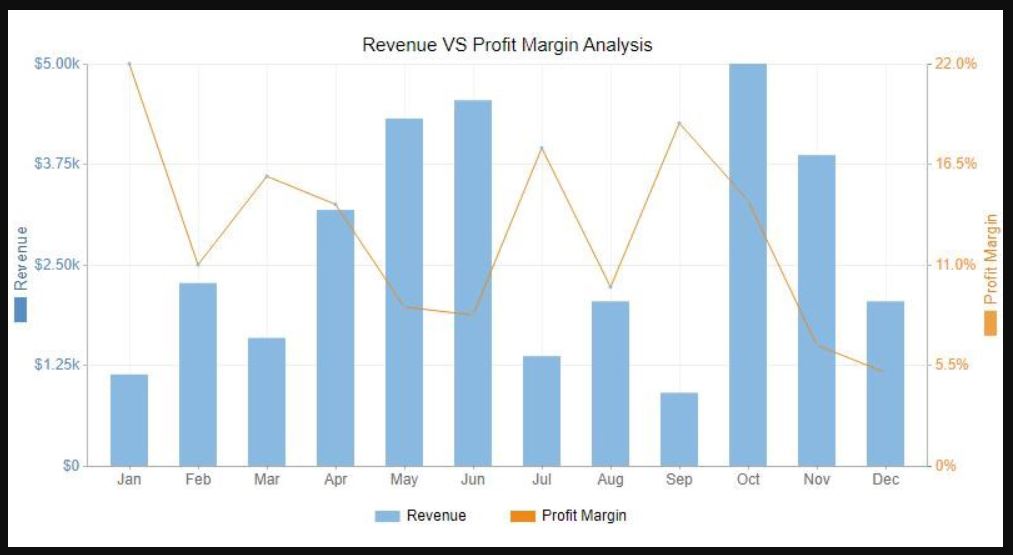 Revenue VS Profit Margin Analysis
$5.00k
$3.75k
$2.50k
$1.25k
$0
Revenue
22.0%
16.5%
11.0%
5.5%
0%
Profit Margin
Jan Feb Mar Apr May Jun Jul Aug Sep Oct Nov Dec
Revenue Profit Margin